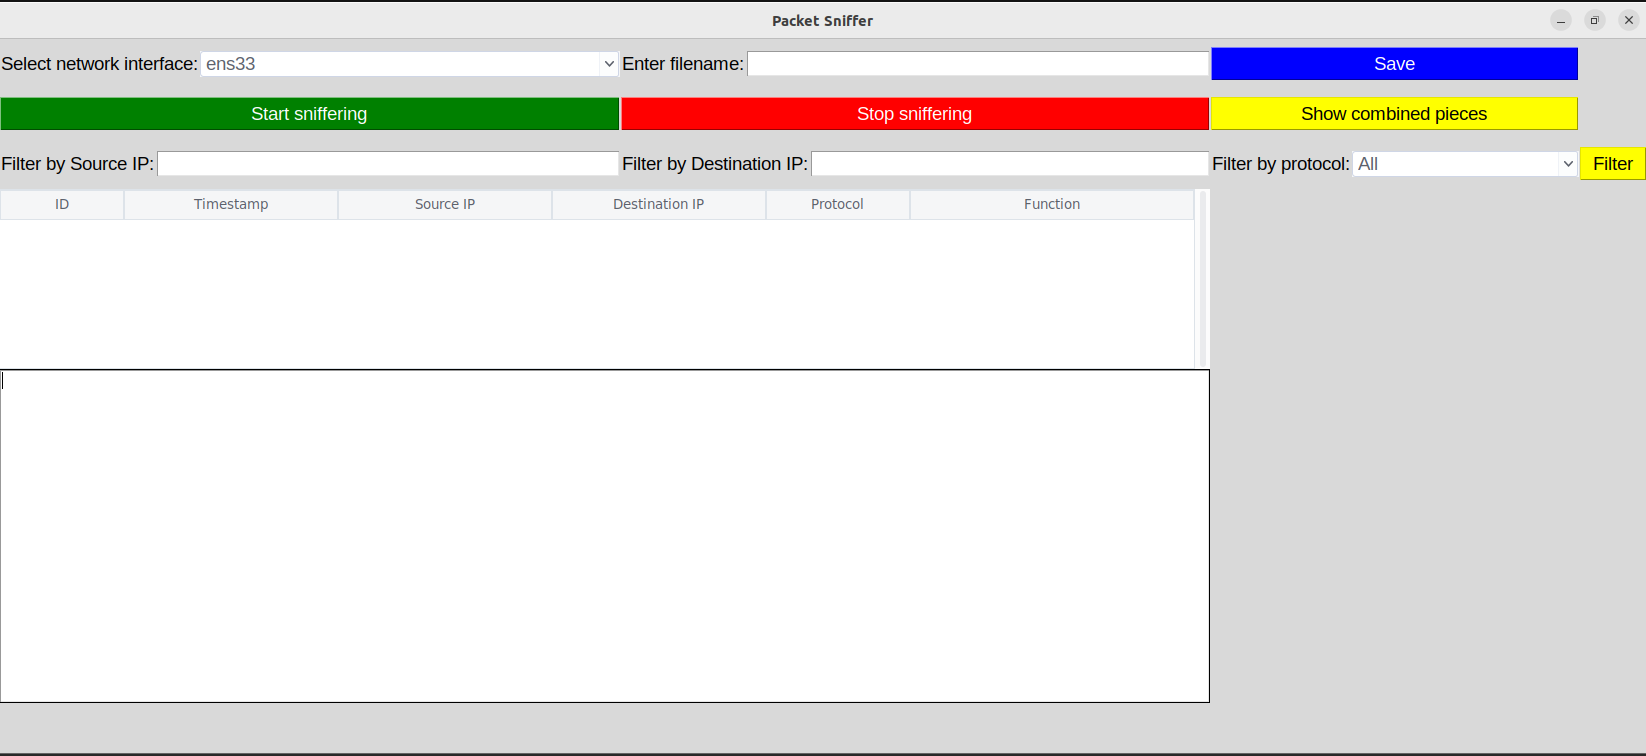 Packet Sniffer
Select network interface: ens33 Enter filename: Save
Start sniffering Stop sniffering Show combined pieces
Filter by Source IP: Filter by Destination IP: Filter by protocol: All Filter
ID Timestamp Source IP Destination IP Protocol Function